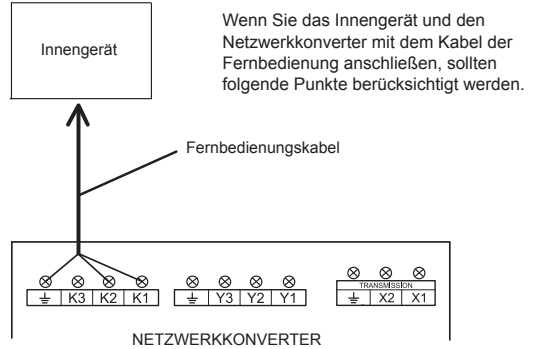 Innengerät
Wenn Sie das Innengerät und den
Netzwerkkonverter mit dem Kabel der
Fernbedienung anschließen, sollten
folgende Punkte berücksichtigt werden.
Fernbedienungskabel
K3 K2 K1
Y3 Y2 Y1
TRANSMISSION
X2 X1
NETZWERKKONVERTER